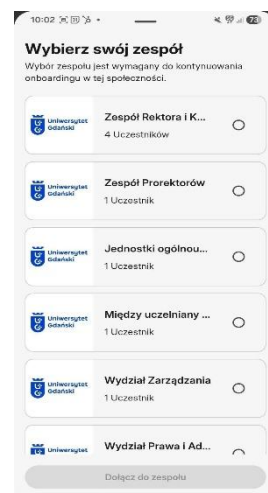 10:02
73
Wybierz swój zespół
Wybór zespołu jest wymagany do kontynuowania
onboardingu w tej społeczności.
Uniwersytet
Gdański
Zespół Rektora i K...
4 Uczestników
Uniwersytet
Gdański
Zespół Prorektorów
1 Uczestnik
Uniwersytet
Gdański
Jednostki ogólnou...
1 Uczestnik
Uniwersytet
Gdański
Między uczelniany ...
1 Uczestnik
Uniwersytet
Gdański
Wydział Zarządzania
1 Uczestnik
Uniwersytet
Wydział Prawa i Ad...
Dołącz do zespołu